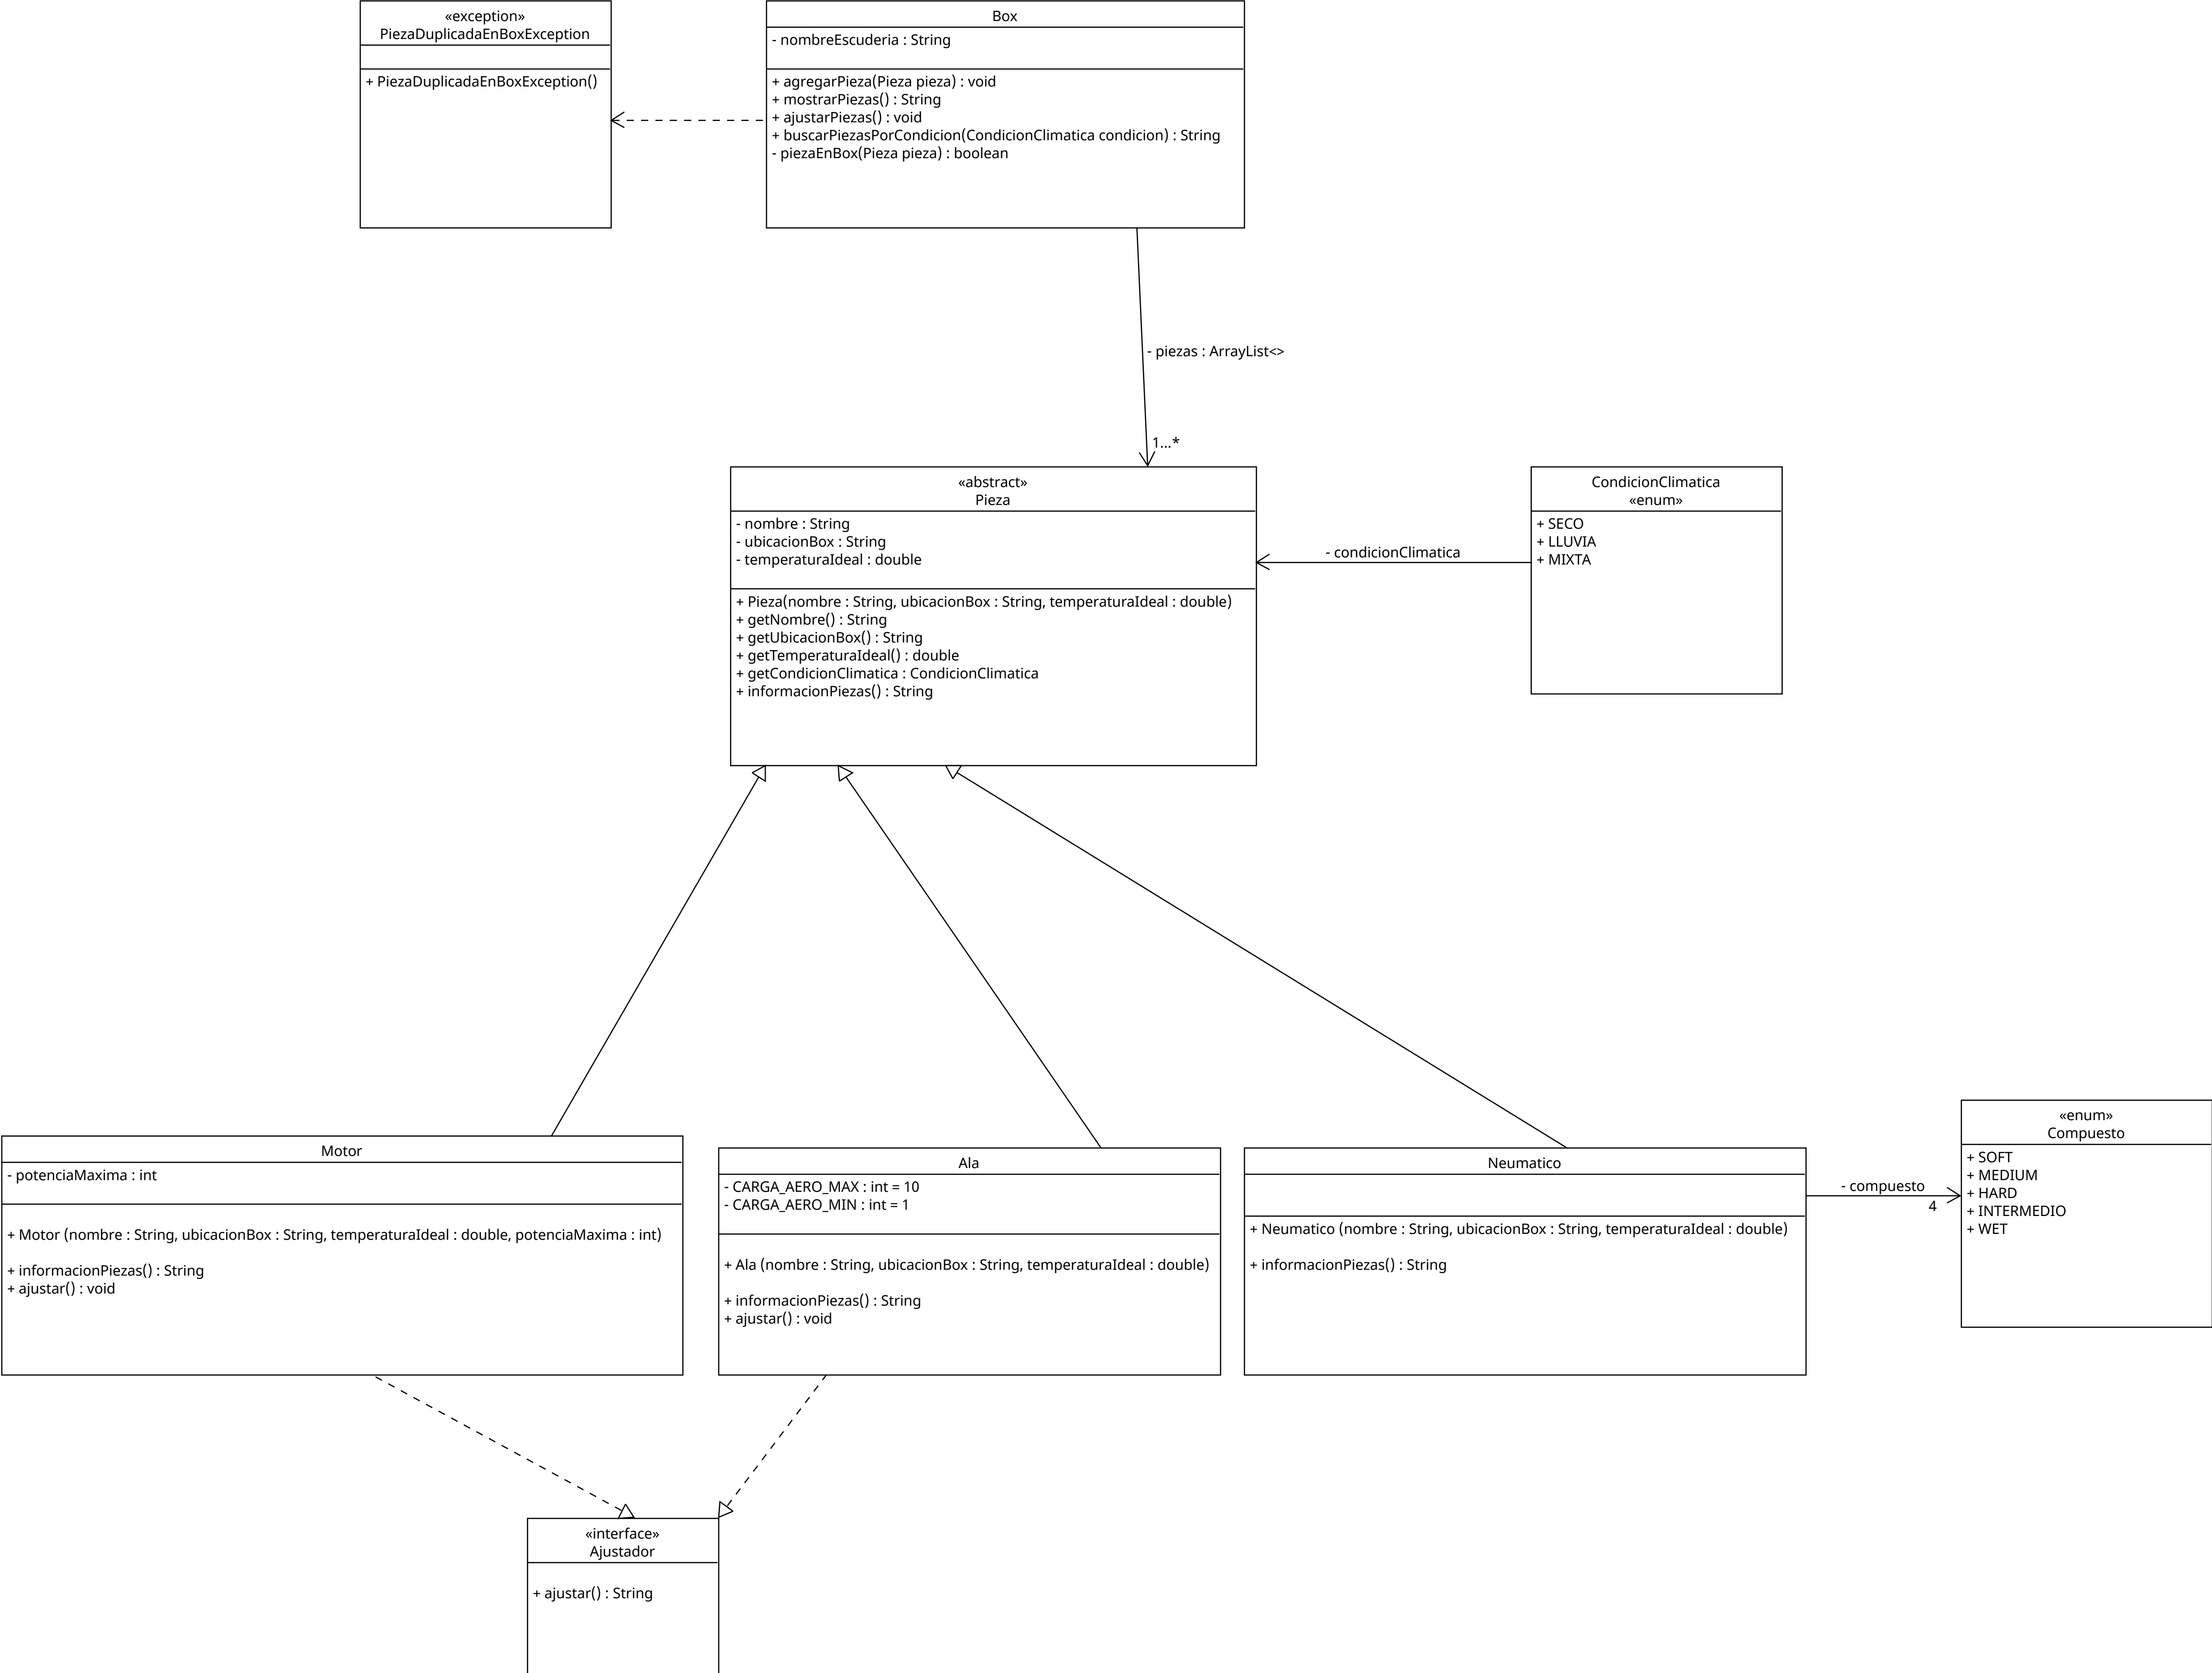 «exception»
PiezaDuplicadaEnBoxException
+ PiezaDuplicadaEnBoxException()
Box
- nombreEscuderia : String
+ agregarPieza(Pieza pieza) : void
+ mostrarPiezas() : String
+ ajustarPiezas() : void
+ buscarPiezasPorCondicion(CondicionClimatica condicion) : String
- piezaEnBox(Pieza pieza) : boolean
- piezas : ArrayList<>
1...*
«abstract»
Pieza
- nombre : String
- ubicacionBox : String
- temperaturaIdeal : double
+ Pieza(nombre : String, ubicacionBox : String, temperaturaIdeal : double)
+ getNombre() : String
+ getUbicacionBox() : String
+ getTemperaturaIdeal() : double
+ getCondicionClimatica : CondicionClimatica
+ informacionPiezas() : String
- condicionClimatica
CondicionClimatica
«enum»
+ SECO
+ LLUVIA
+ MIXTA
Motor
- potenciaMaxima : int
+ Motor (nombre : String, ubicacionBox : String, temperaturaIdeal : double, potenciaMaxima : int)
+ informacionPiezas() : String
+ ajustar() : void
Ala
- CARGA_AERO_MAX : int = 10
- CARGA_AERO_MIN : int = 1
+ Ala (nombre : String, ubicacionBox : String, temperaturaIdeal : double)
+ informacionPiezas() : String
+ ajustar() : void
Neumatico
+ Neumatico (nombre : String, ubicacionBox : String, temperaturaIdeal : double)
+ informacionPiezas() : String
- compuesto
4
«enum»
Compuesto
+ SOFT
+ MEDIUM
+ HARD
+ INTERMEDIO
+ WET
«interface»
Ajustador
+ ajustar() : String